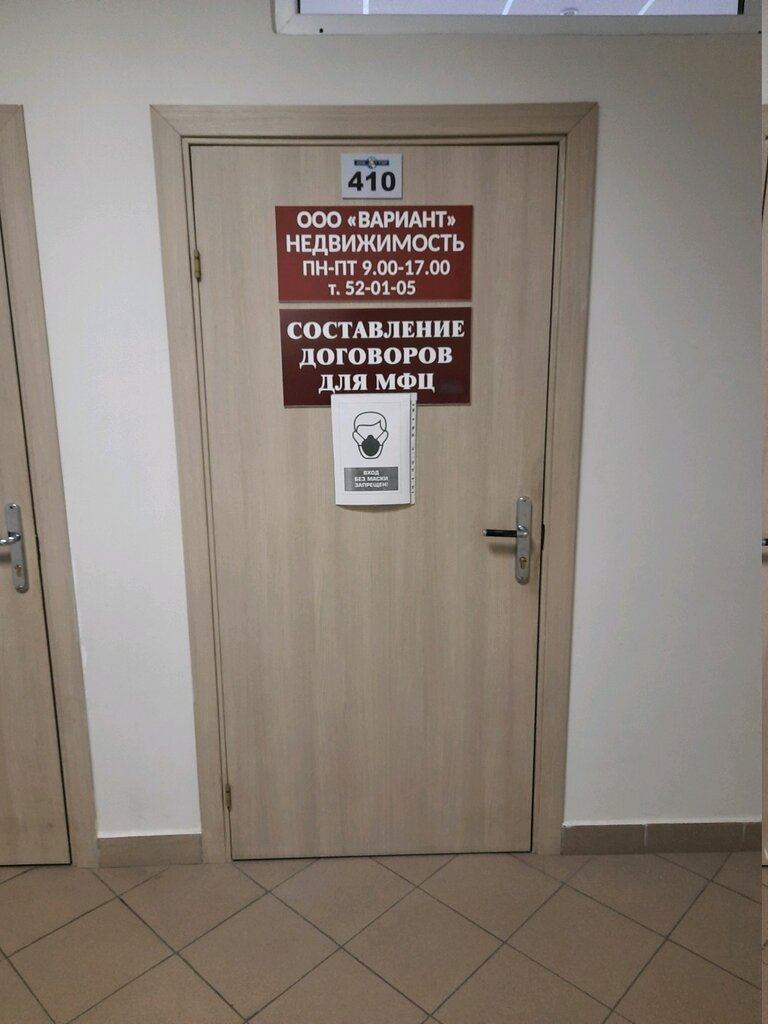 410
ООО «ВАРИАНТ»
НЕДВИЖИМОСТЬ
ПН-ПТ 9.00-17.00
т. 52-01-05
СОСТАВЛЕНИЕ
ДОГОВОРОВ
ДЛЯ МФЦ
ВХОД
БЕЗ МАСКИ
ЗАПРЕЩЕН!